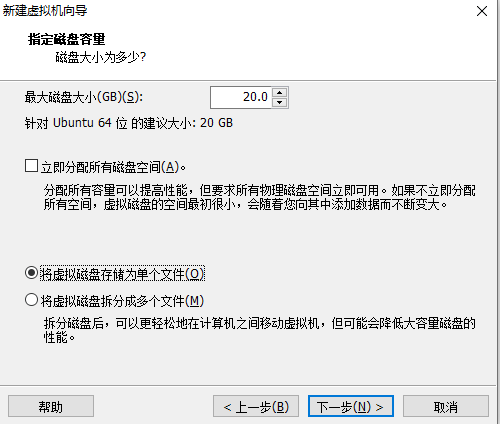 新建虚拟机向导
指定磁盘容量
磁盘大小为多少?
最大磁盘大小(GB)(S):
20.0
针对 Ubuntu 64 位 的建议大小: 20 GB
立即分配所有磁盘空间(A)。
分配所有容量可以提高性能，但要求所有物理磁盘空间立即可用。如果不立即分配
所有空间，虚拟磁盘的空间最初很小，会随着您向其中添加数据而不断变大。
将虚拟磁盘存储为单个文件(O)
将虚拟磁盘拆分成多个文件(M)
拆分磁盘后，可以更轻松地在计算机之间移动虚拟机，但可能会降低大容量磁盘的
性能。
帮助
< 上一步(B)
下一步(N) >
取消